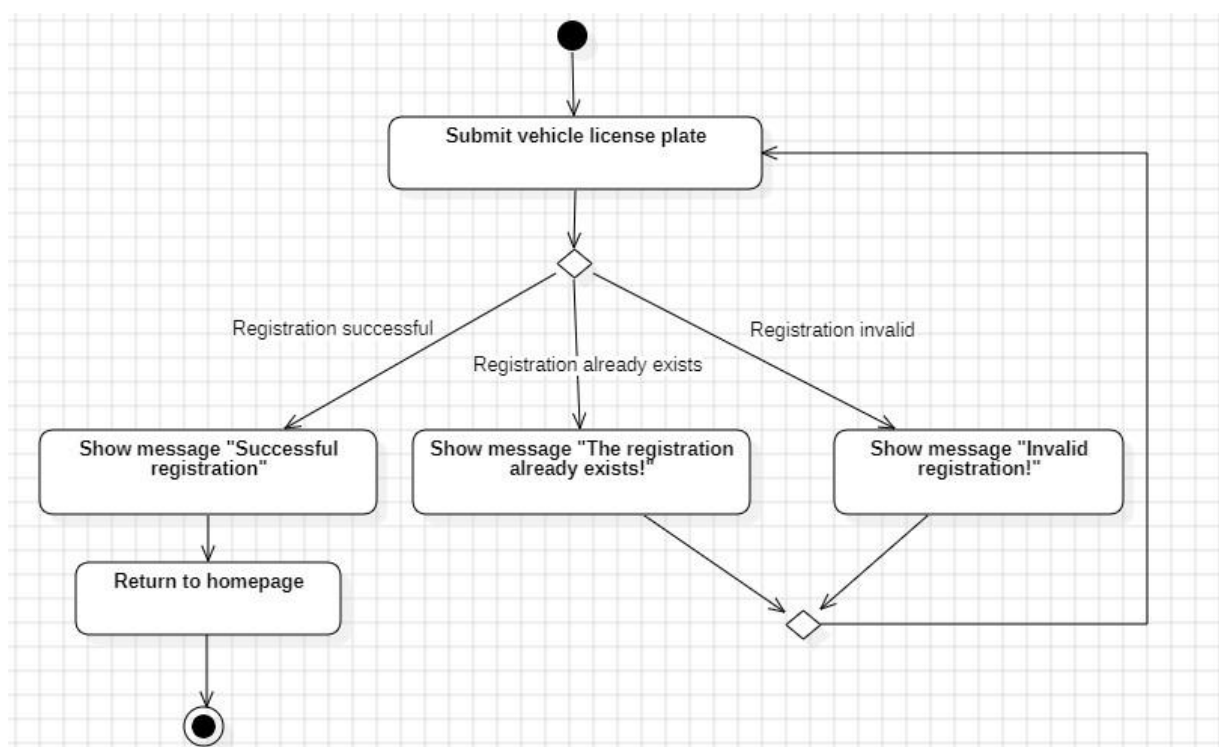 Submit vehicle license plate
Registration successful
Registration invalid
Registration already exists
Show message "Successful
registration"
Show message "The registration
already exists!"
Show message "Invalid
registration!"
Return to homepage